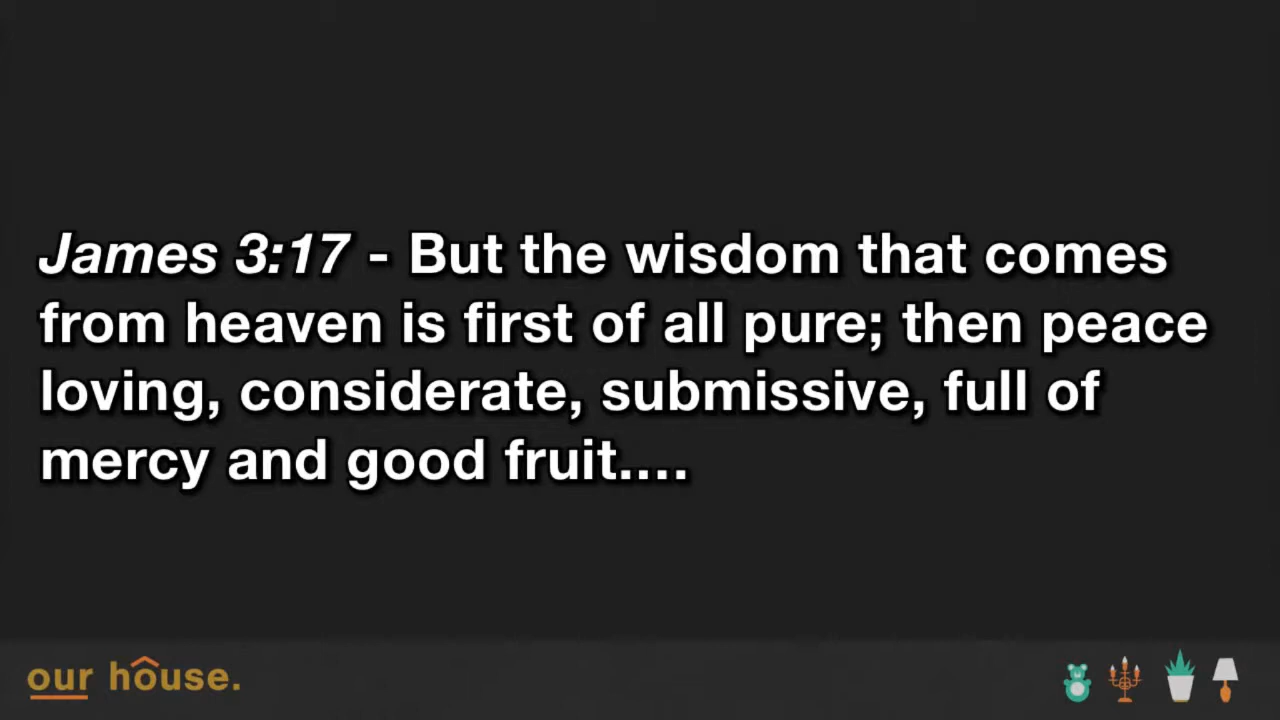 James 3:17 - But the wisdom that comes
from heaven is first of all pure; then peace
loving, considerate, submissive, full of
mercy and good fruit....
our house.